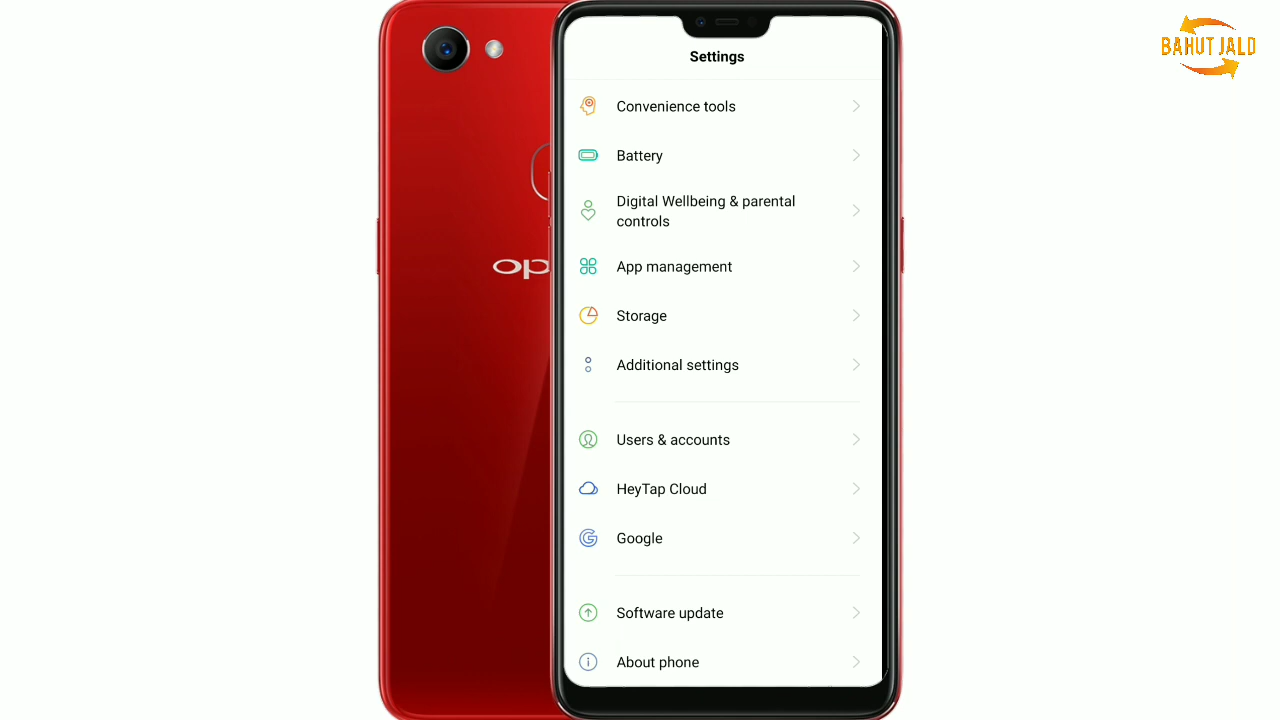 BAHUT JALD
Settings
Convenience tools
Battery
Digital Wellbeing & parental
controls
App management
Storage
Additional settings
Users & accounts
HeyTap Cloud
Google
Software update
About phone